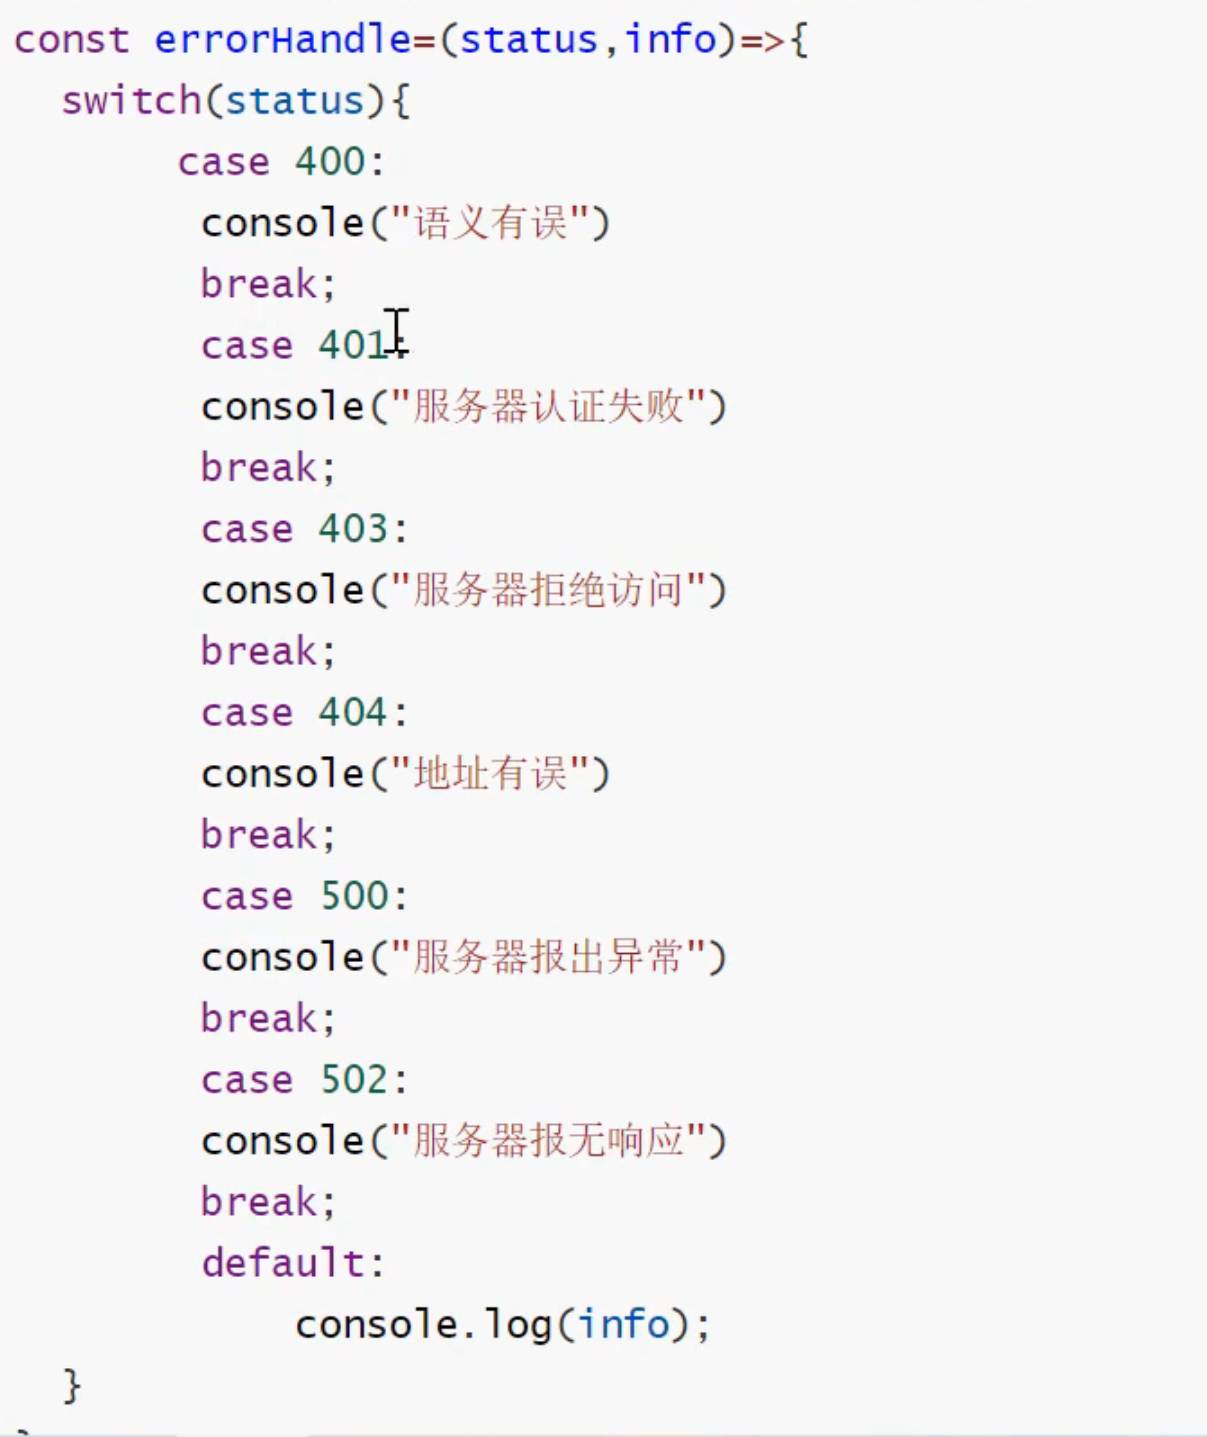 const errorHandle=(status,info)=>{
switch(status){
case 400:
console("语义有误")
break;
case 401:
console("服务器认证失败")
break;
case 403:
console("服务器拒绝访问")
break;
case 404:
console("地址有误")
break;
case 500:
console("服务器报出异常")
break;
case 502:
console("服务器报无响应")
break;
default:
console.log(info);
}